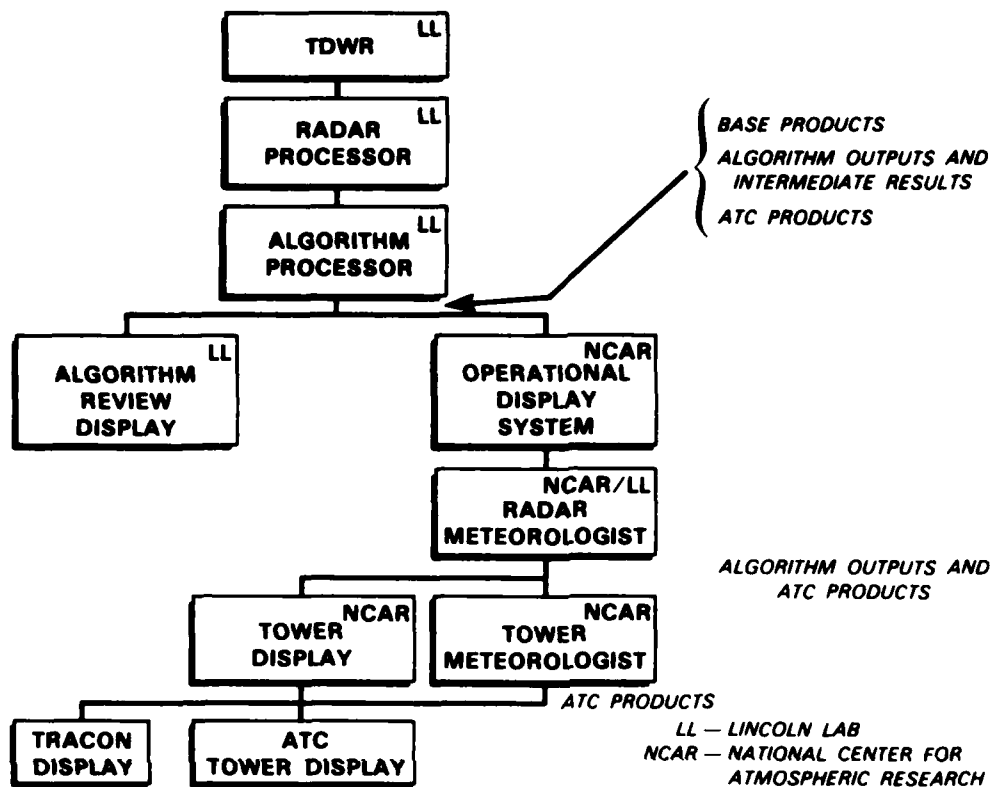 LL
TDWR
LL
RADAR
PROCESSOR
LL
ALGORITHM
PROCESSOR
BASE PRODUCTS
ALGORITHM OUTPUTS AND
INTERMEDIATE RESULTS
ATC PRODUCTS
LL
ALGORITHM
REVIEW
DISPLAY
NCAR
OPERATIONAL
DISPLAY
SYSTEM
NCAR/LL
RADAR
METEOROLOGIST
ALGORITHM OUTPUTS AND
ATC PRODUCTS
NCAR
TOWER
DISPLAY
NCAR
TOWER
METEOROLOGIST
ATC PRODUCTS
TRACON
DISPLAY
ATC
TOWER DISPLAY
LL — LINCOLN LAB
NCAR — NATIONAL CENTER FOR
ATMOSPHERIC RESEARCH